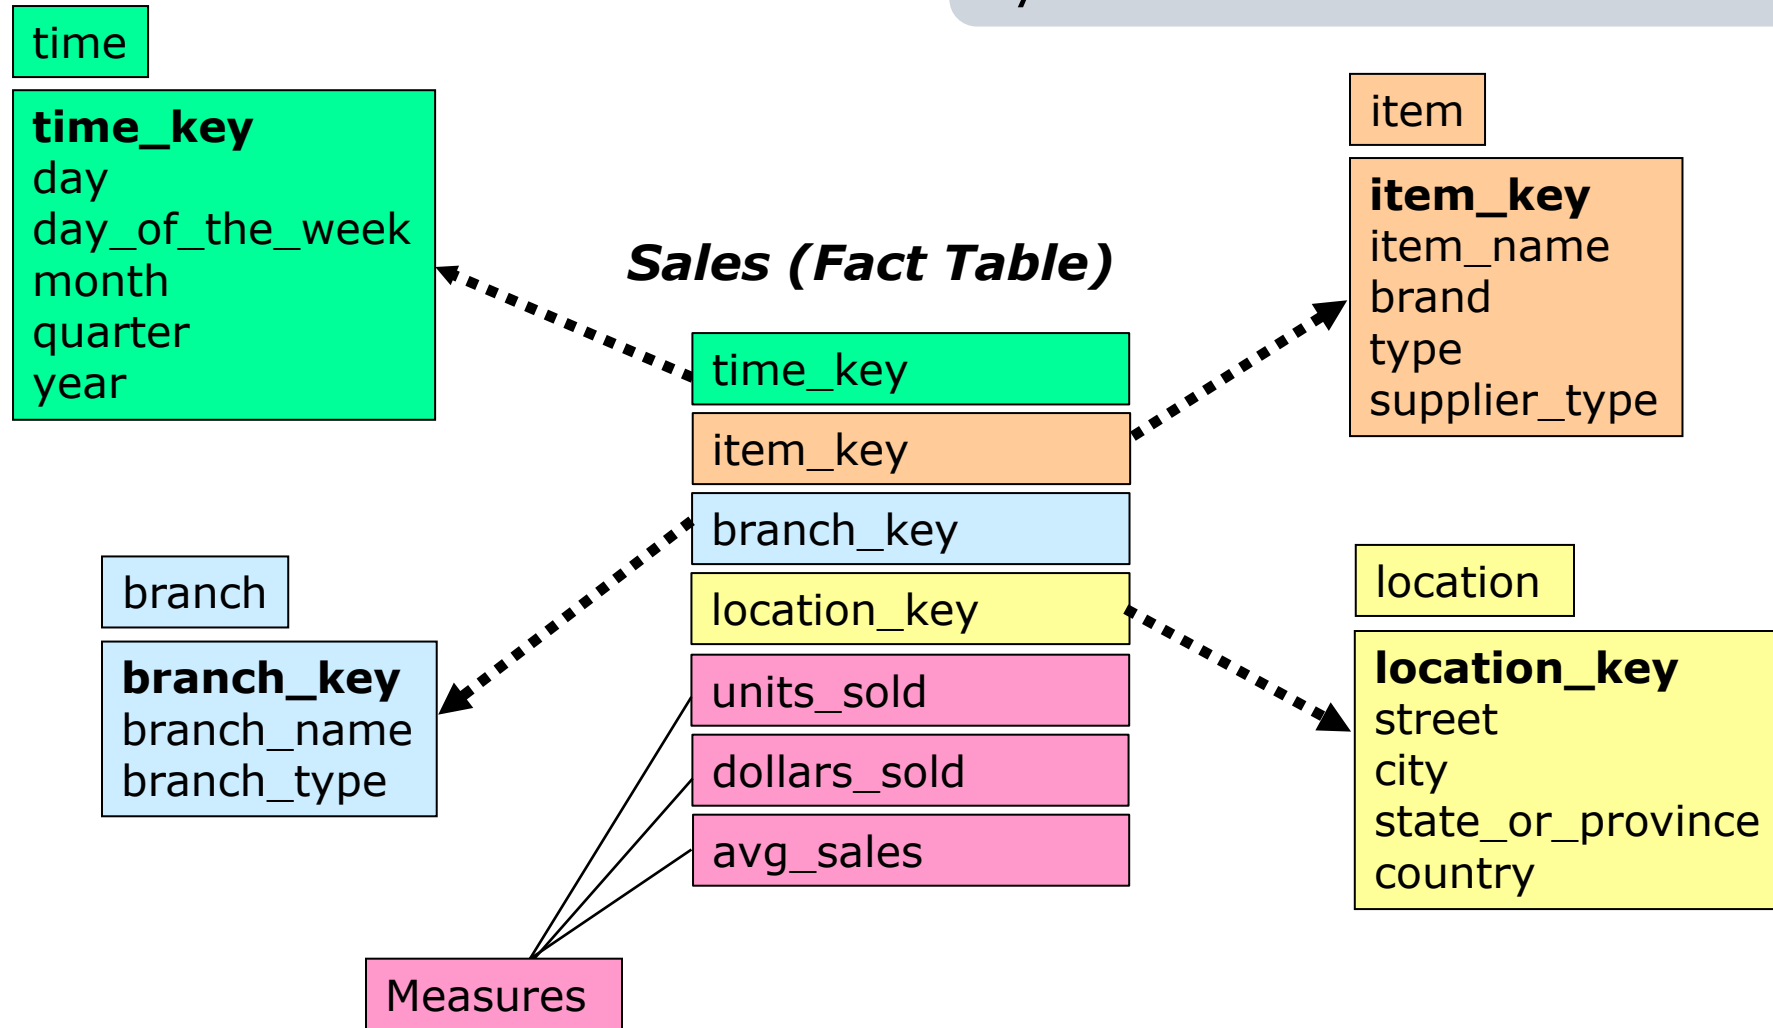 time
time_key
day
day_of_the_week
month
quarter
year
Sales (Fact Table)
time_key
item_key
branch_key
location_key
units_sold
dollars_sold
avg_sales
item
item_key
item_name
brand
type
supplier_type
branch
branch_key
branch_name
branch_type
location
location_key
street
city
state_or_province
country
Measures